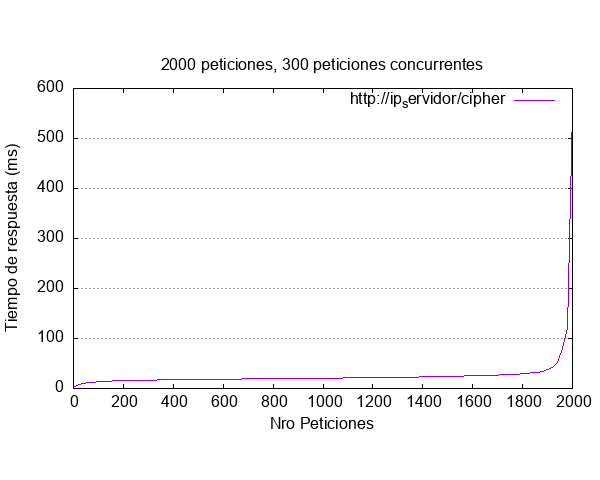 2000 peticiones, 300 peticiones concurrentes
http://ip_servidor/cipher
600
500
400
300
200
100
0
Tiempo de respuesta (ms)
0 200 400 600 800 1000 1200 1400 1600 1800 2000
Nro Peticiones